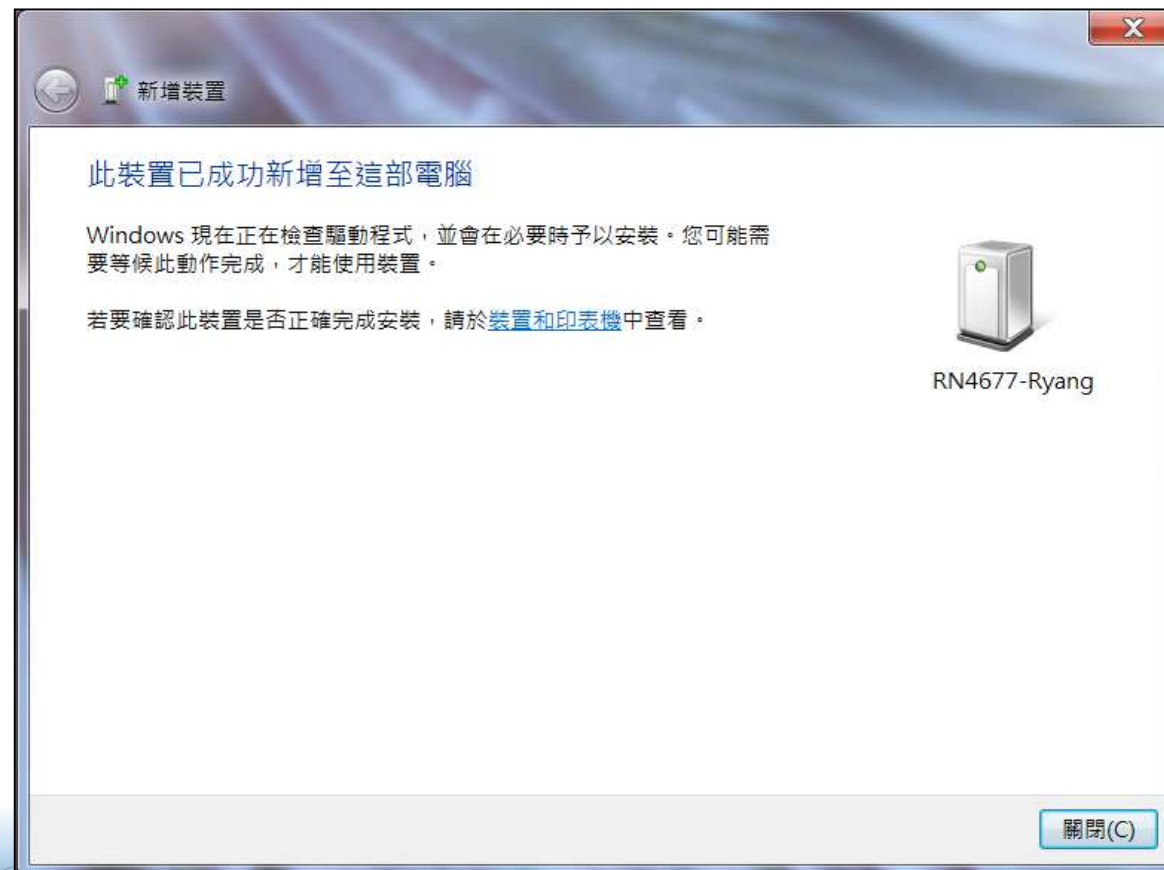 新增裝置
此裝置已成功新增至這部電腦
Windows 現在正在檢查驅動程式，並會在必要時予以安裝。您可能需
要等候此動作完成，才能使用裝置。
若要確認此裝置是否正確完成安裝，請於裝置和印表機中查看。
RN4677-Ryang
關閉(C)